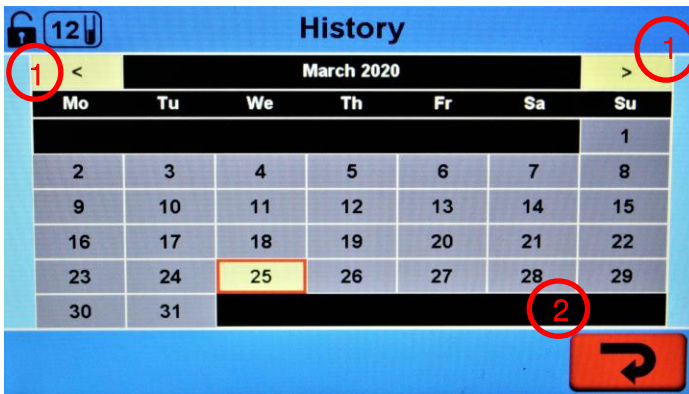 12 History
1 < March 2020 > 1
Mo Tu We Th Fr Sa Su
1
2 3 4 5 6 7 8
9 10 11 12 13 14 15
16 17 18 19 20 21 22
23 24 25 26 27 28 29
30 31
2